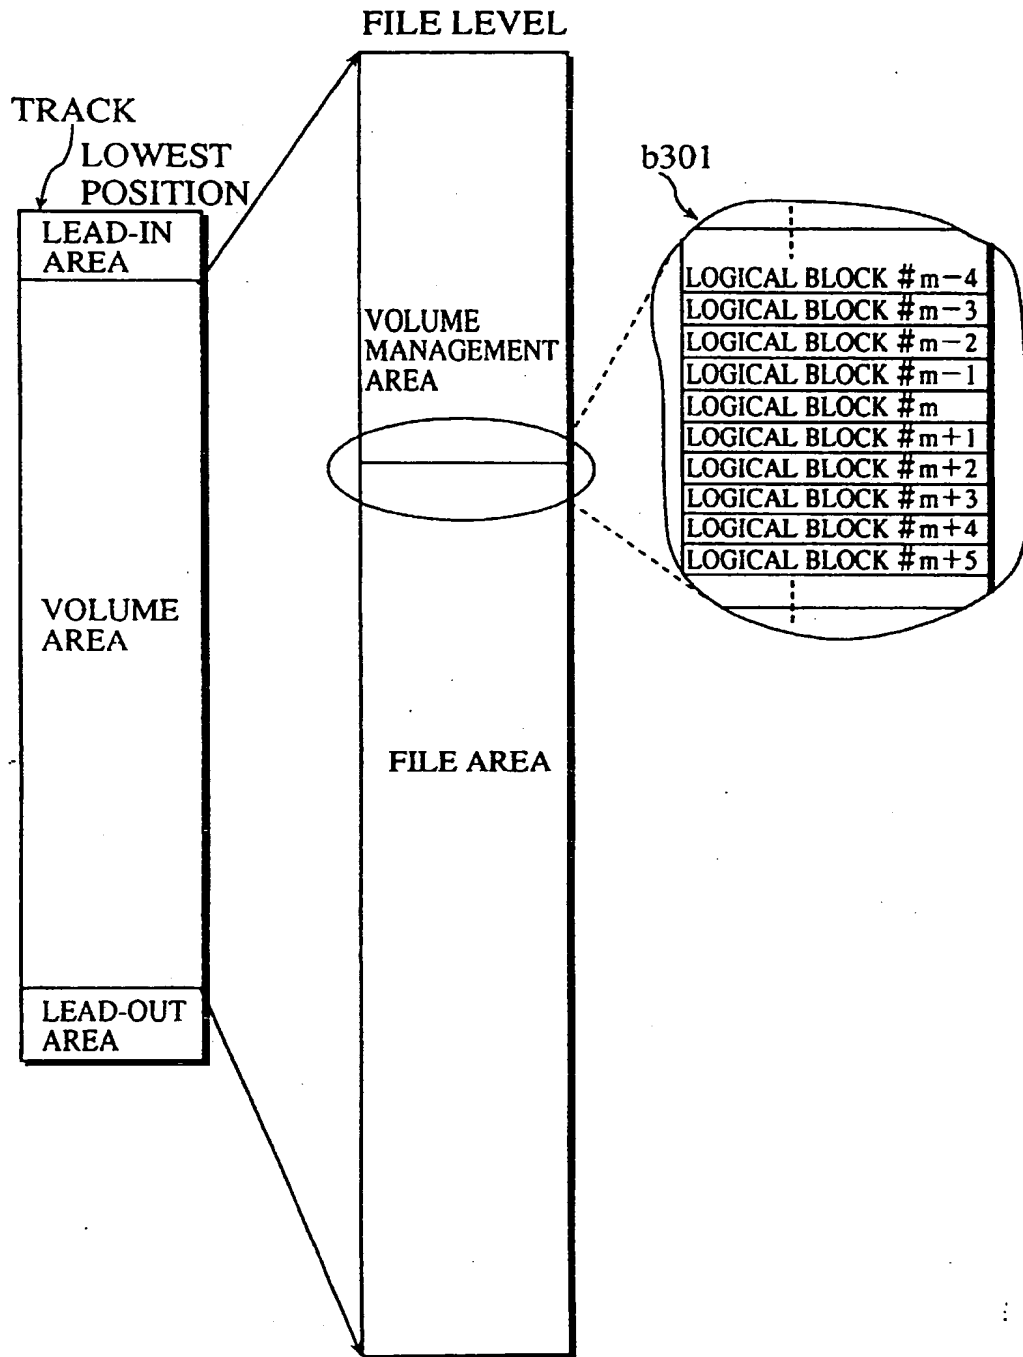 FILE LEVEL
TRACK
LOWEST
POSITION
LEAD-IN
AREA
VOLUME
AREA
LEAD-OUT
AREA
VOLUME
MANAGEMENT
AREA
FILE AREA
b301
LOGICAL BLOCK #m−4
LOGICAL BLOCK #m−3
LOGICAL BLOCK #m−2
LOGICAL BLOCK #m−1
LOGICAL BLOCK #m
LOGICAL BLOCK #m+1
LOGICAL BLOCK #m+2
LOGICAL BLOCK #m+3
LOGICAL BLOCK #m+4
LOGICAL BLOCK #m+5